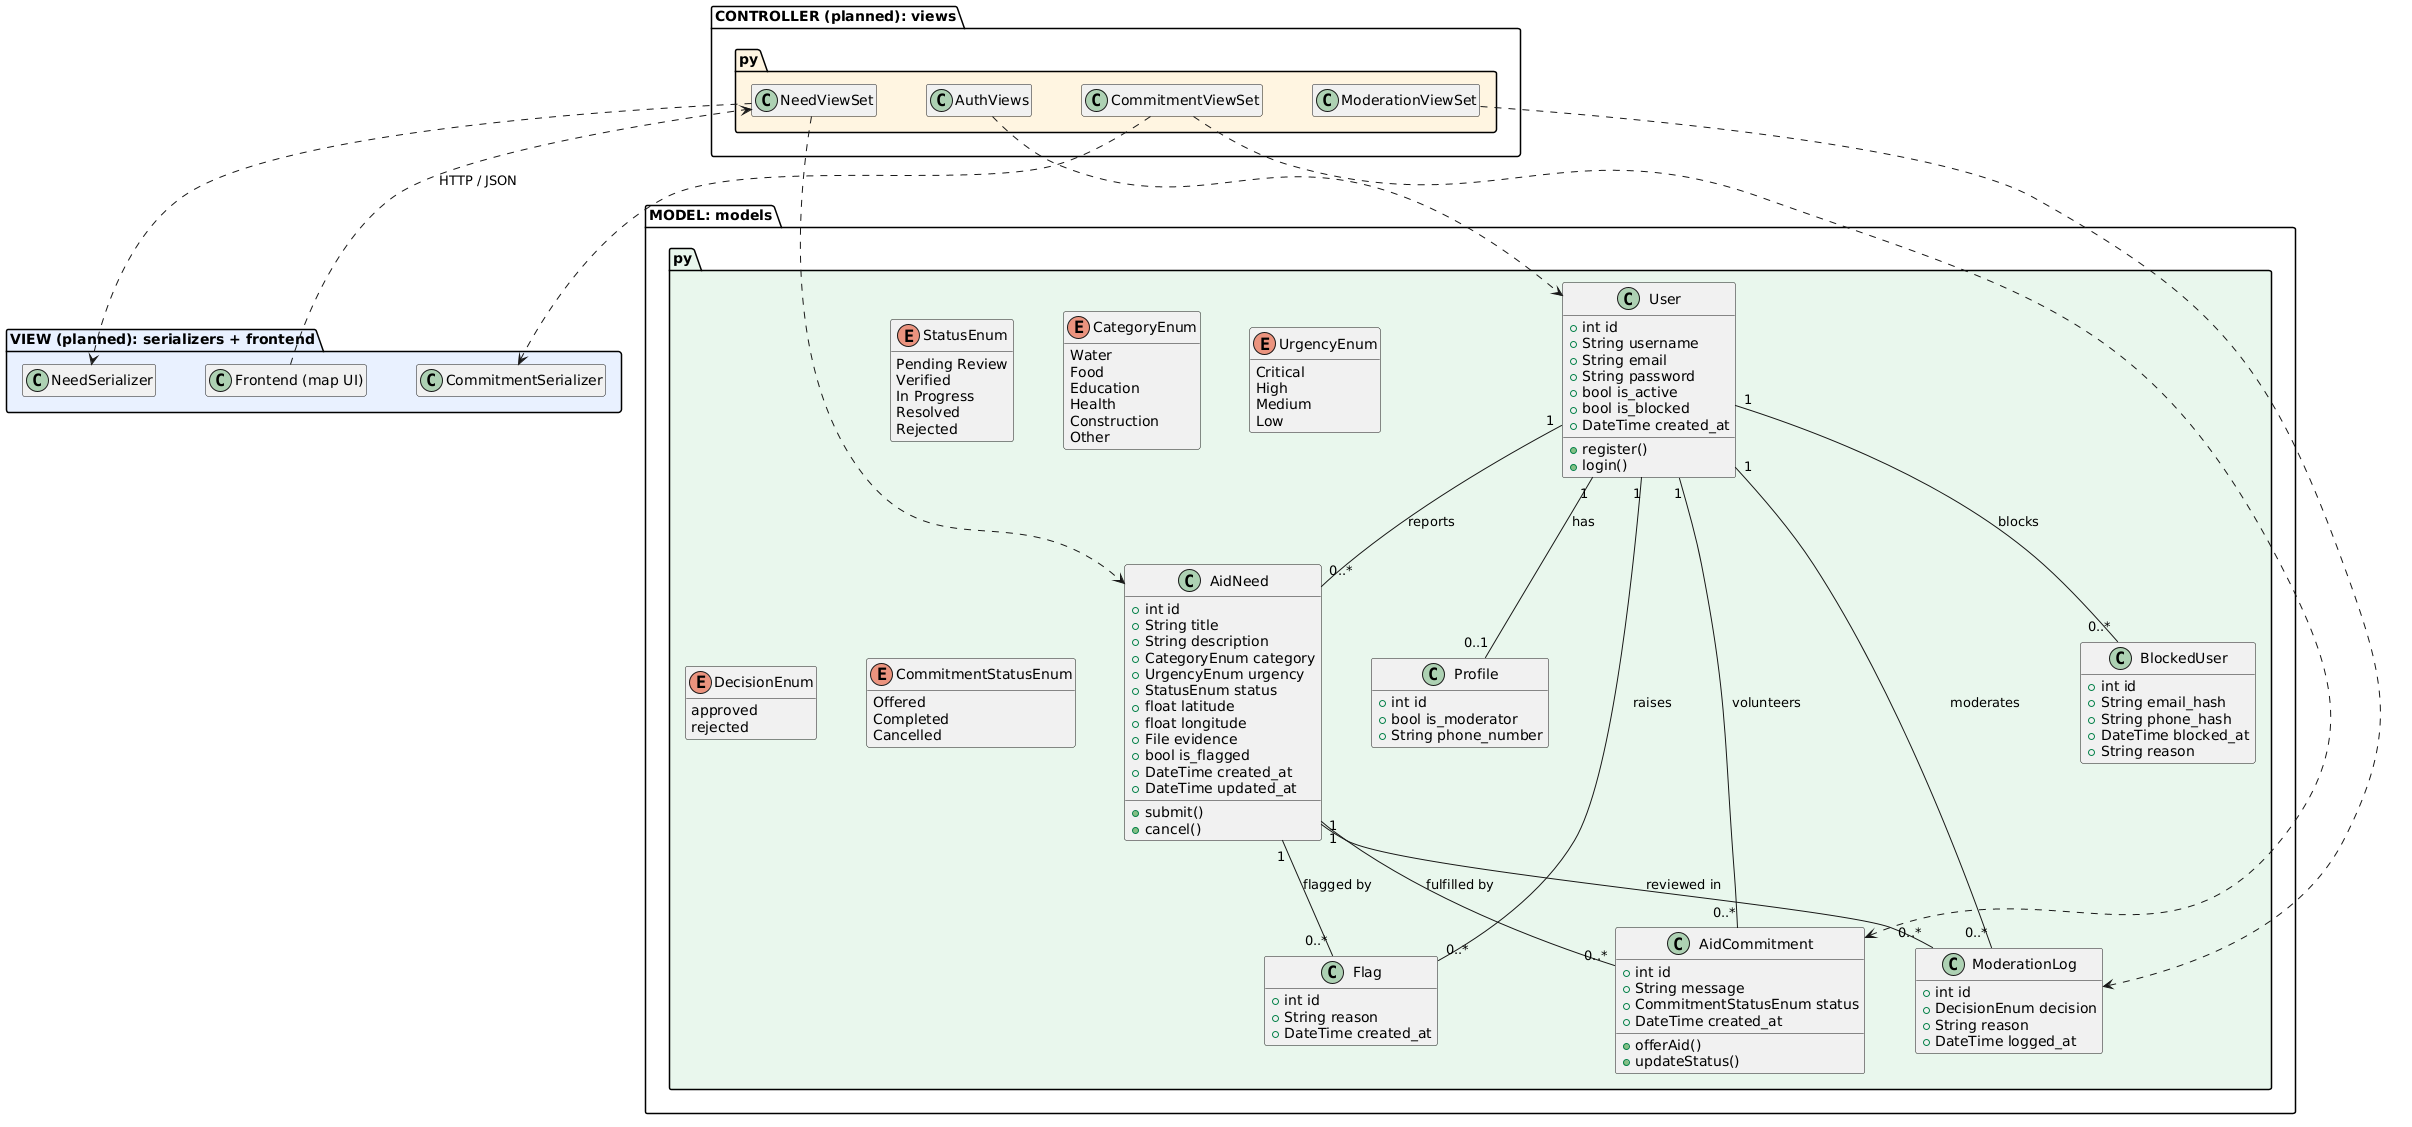 CONTROLLER (planned): views
py
C NeedViewSet
C AuthViews
C CommitmentViewSet
C ModerationViewSet
HTTP / JSON
VIEW (planned): serializers + frontend
C NeedSerializer
C Frontend (map UI)
C CommitmentSerializer
MODEL: models
py
E StatusEnum
Pending Review
Verified
In Progress
Resolved
Rejected
E CategoryEnum
Water
Food
Education
Health
Construction
Other
E UrgencyEnum
Critical
High
Medium
Low
C User
int id
String username
String email
String password
bool is_active
bool is_blocked
DateTime created_at
register()
login()
1
1
1
1
1
1
reports
has
raises
volunteers
moderates
blocks
0..*
0..1
0..*
C AidNeed
int id
String title
String description
CategoryEnum category
UrgencyEnum urgency
StatusEnum status
float latitude
float longitude
File evidence
bool is_flagged
DateTime created_at
DateTime updated_at
submit()
cancel()
E DecisionEnum
approved
rejected
E CommitmentStatusEnum
Offered
Completed
Cancelled
C Profile
int id
bool is_moderator
String phone_number
C BlockedUser
int id
String email_hash
String phone_hash
DateTime blocked_at
String reason
1
1
1
flagged by
fulfilled by
reviewed in
0..*
0..*
0..*
0..*
0..*
0..*
C Flag
int id
String reason
DateTime created_at
C AidCommitment
int id
String message
CommitmentStatusEnum status
DateTime created_at
offerAid()
updateStatus()
C ModerationLog
int id
DecisionEnum decision
String reason
DateTime logged_at